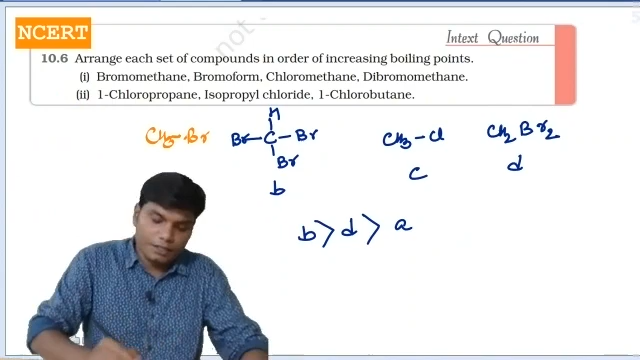 NCERT
Intext Question
10.6 Arrange each set of compounds in order of increasing boiling points.
(i) Bromomethane, Bromoform, Chloromethane, Dibromomethane.
(ii) 1-Chloropropane, Isopropyl chloride, 1-Chlorobutane.
not
H
CH3–Br Br–C–Br CH3–Cl CH2Br2
Br
b c d
b > d > a